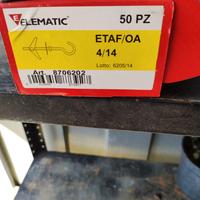 ELEMATIC
50 PZ
ETAF/OA
4/14
Lotto: 6205/14
Art. 8706202